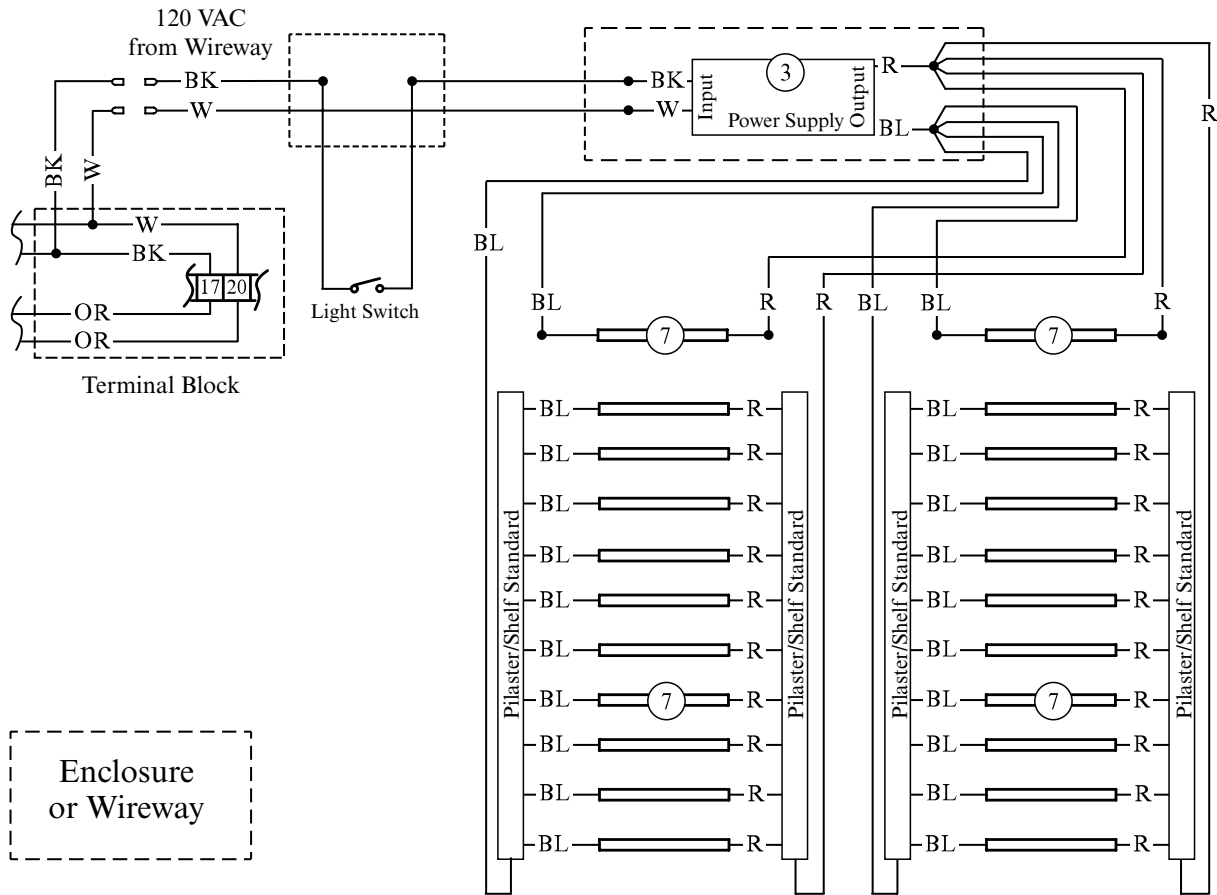 120 VAC
from Wireway
BK
W
BK
W
W
BK
17 20
OR
OR
Terminal Block
Light Switch
BK
W
Input
3
Power Supply
Output
R
BL
R
BL
BL
R
R
BL
BL
R
7
7
Pilaster/Shelf Standard
Pilaster/Shelf Standard
Pilaster/Shelf Standard
Pilaster/Shelf Standard
BL R BL R
BL R BL R
BL R BL R
BL R BL R
BL R BL R
BL R BL R
BL 7 R BL 7 R
BL R BL R
BL R BL R
BL R BL R
Enclosure
or Wireway